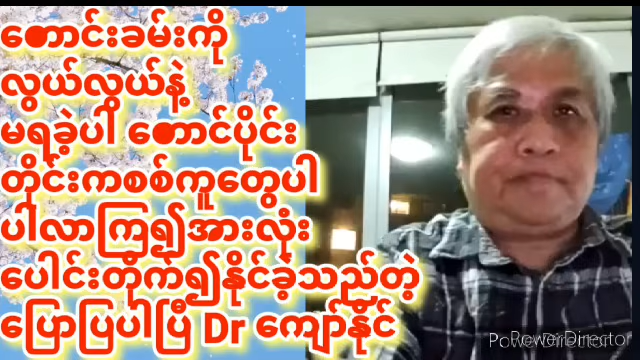 တောင်းခမ်းကို
လွယ်လွယ်နဲ့
မရခဲ့ပါ တောင်ပိုင်း
တိုင်းကစစ်ကူတွေပါ
ပါလာကြ၍အားလုံး
ပေါင်းတိုက်၍နိုင်ခဲ့သည်တဲ့
ပြောပြပါပြီ Dr ကျော်နိုင်
PowerDirector